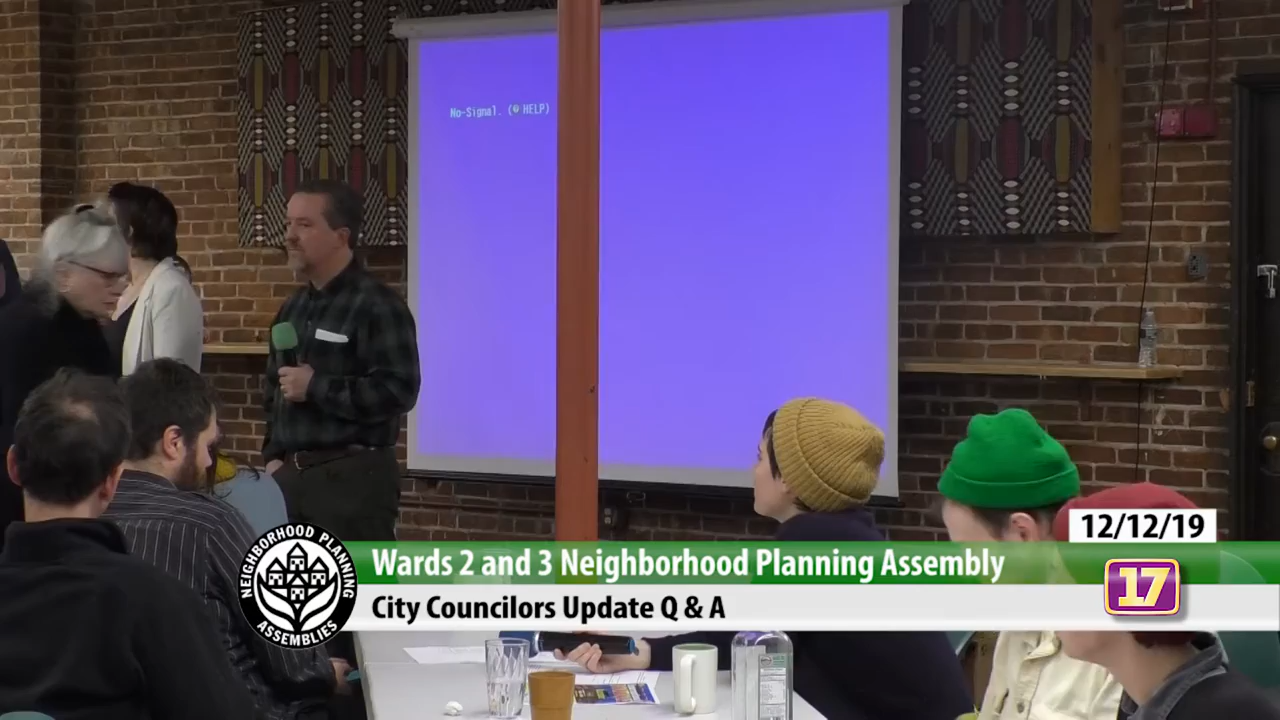 No-Signal. (? HELP)
12/12/19
NEIGHBORHOOD PLANNING
ASSEMBLIES
Wards 2 and 3 Neighborhood Planning Assembly
City Councilors Update Q & A
17